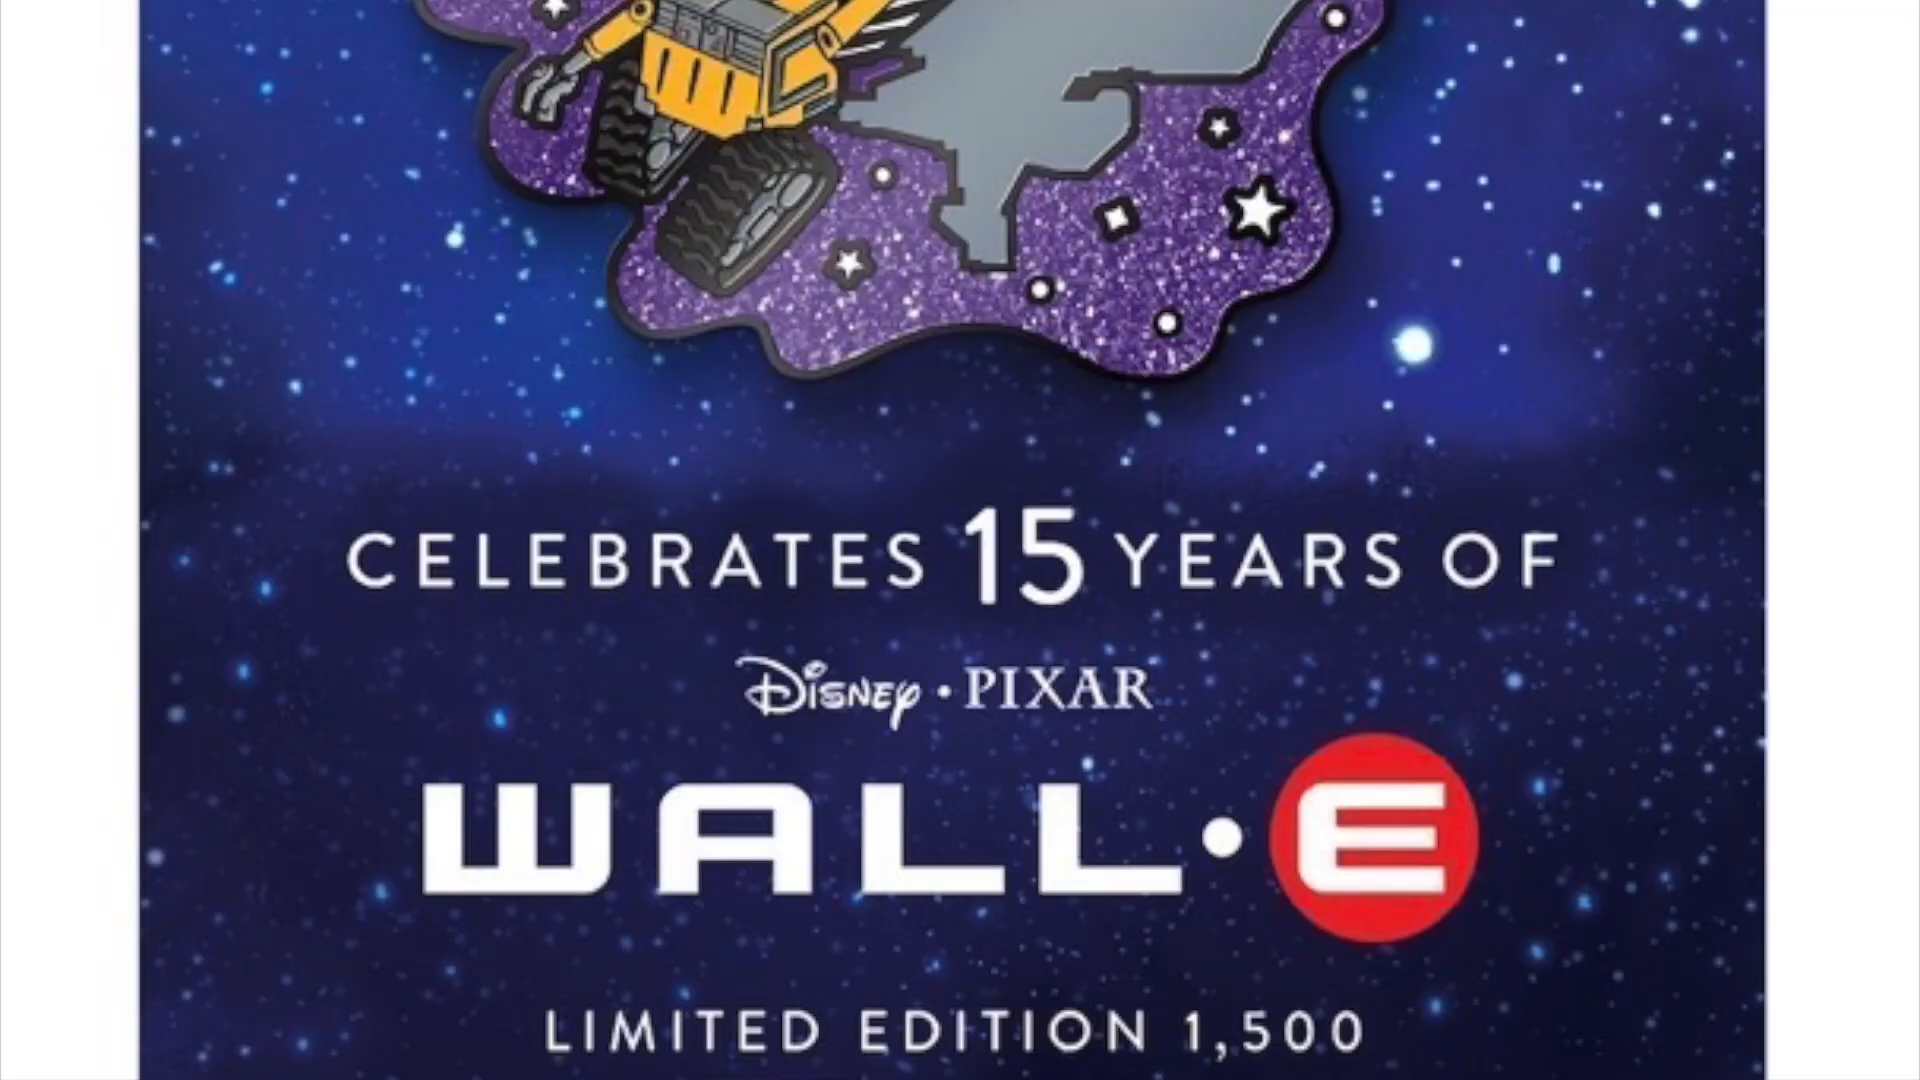 CELEBRATES 15 YEARS OF
Disney • PIXAR
WALL•E
LIMITED EDITION 1,500